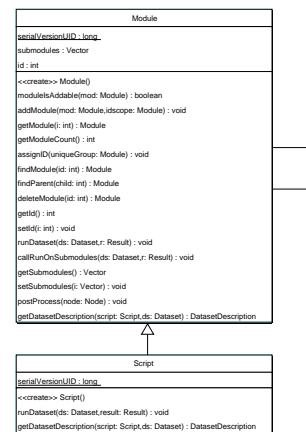 Module
serialVersionUID : long
submodules : Vector
id : int
<<create>> Module()
moduleIsAddable(mod: Module) : boolean
addModule(mod: Module,idscope: Module) : void
getModule(i: int) : Module
getModuleCount() : int
assignID(uniqueGroup: Module) : void
findModule(id: int) : Module
findParent(child: int) : Module
deleteModule(id: int) : Module
getId() : int
setId(i: int) : void
runDataset(ds: Dataset,r: Result) : void
callRunOnSubmodules(ds: Dataset,r: Result) : void
getSubmodules() : Vector
setSubmodules(i: Vector) : void
postProcess(node: Node) : void
getDatasetDescription(script: Script,ds: Dataset) : DatasetDescription
Script
serialVersionUID : long
<<create>> Script()
runDataset(ds: Dataset,result: Result) : void
getDatasetDescription(script: Script,ds: Dataset) : DatasetDescription